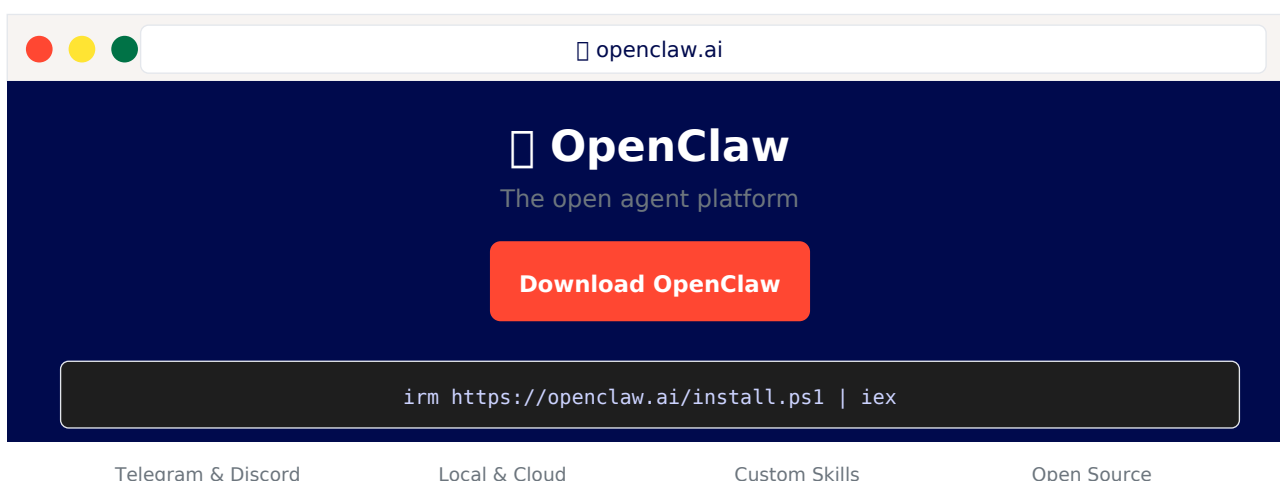 openclaw.ai
OpenClaw
The open agent platform
Download OpenClaw
irm https://openclaw.ai/install.ps1 | iex
Telegram & Discord
Local & Cloud
Custom Skills
Open Source